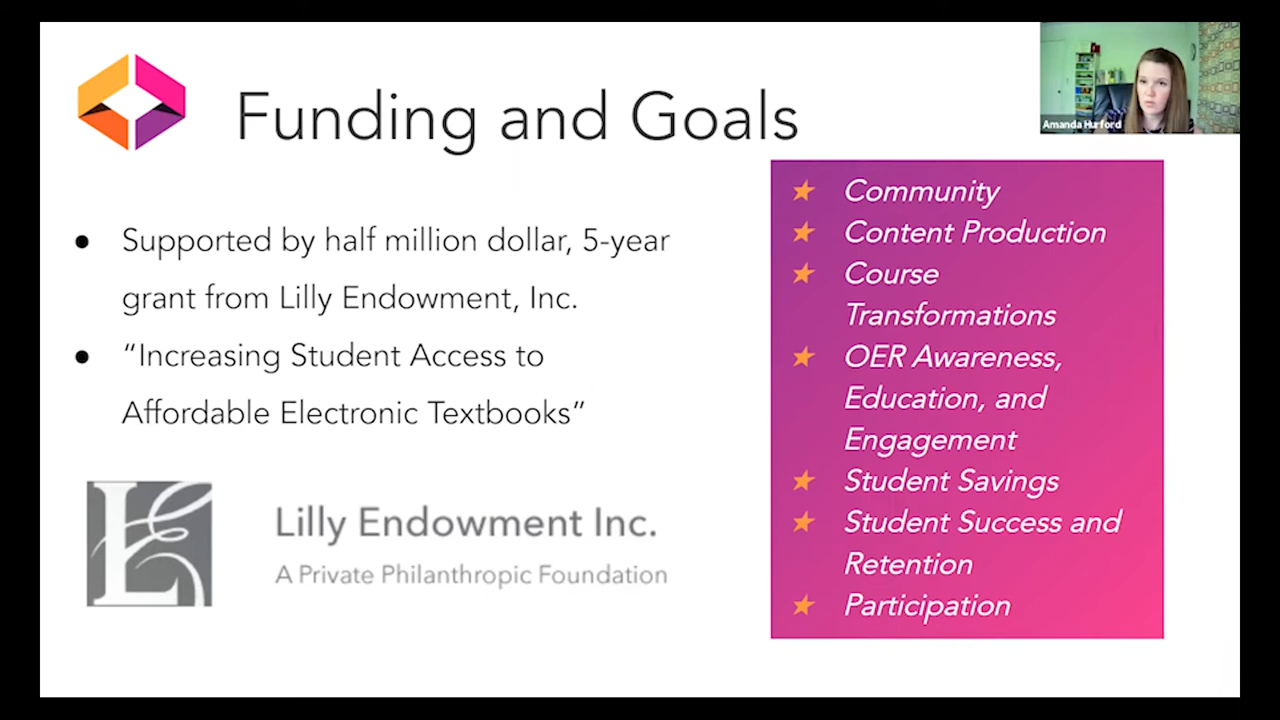 Funding and Goals
Amanda Hurford
● Supported by half million dollar, 5-year
grant from Lilly Endowment, Inc.
● “Increasing Student Access to
Affordable Electronic Textbooks”
LE
Lilly Endowment Inc.
A Private Philanthropic Foundation
★ Community
★ Content Production
★ Course
Transformations
★ OER Awareness,
Education, and
Engagement
★ Student Savings
★ Student Success and
Retention
★ Participation